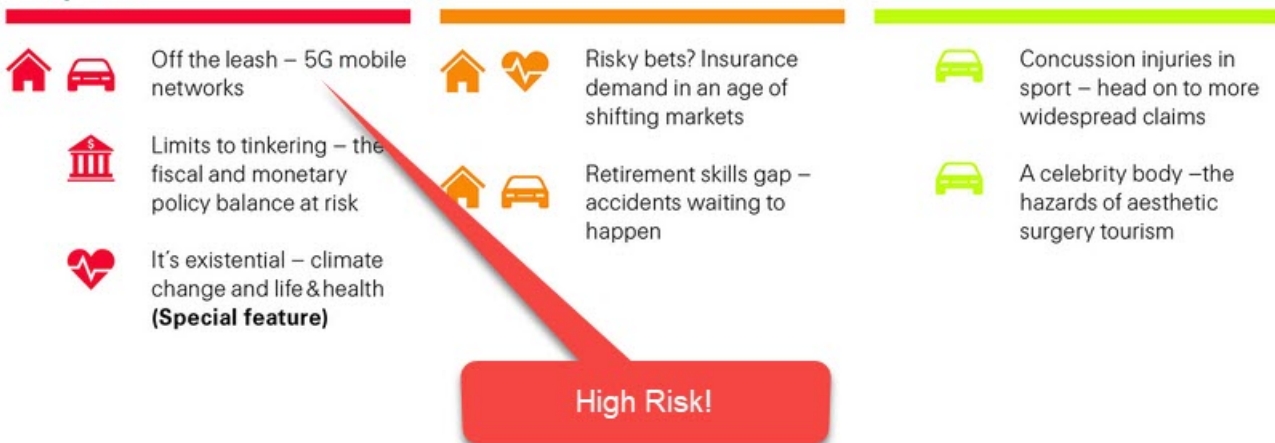 Off the leash – 5G mobile
networks
Limits to tinkering – the
fiscal and monetary
policy balance at risk
It´s existential – climate
change and life & health
(Special feature)
Risky bets? Insurance
demand in an age of
shifting markets
Retirement skills gap –
accidents waiting to
happen
Concussion injuries in
sport – head on to more
widespread claims
A celebrity body –the
hazards of aesthetic
surgery tourism
High Risk!